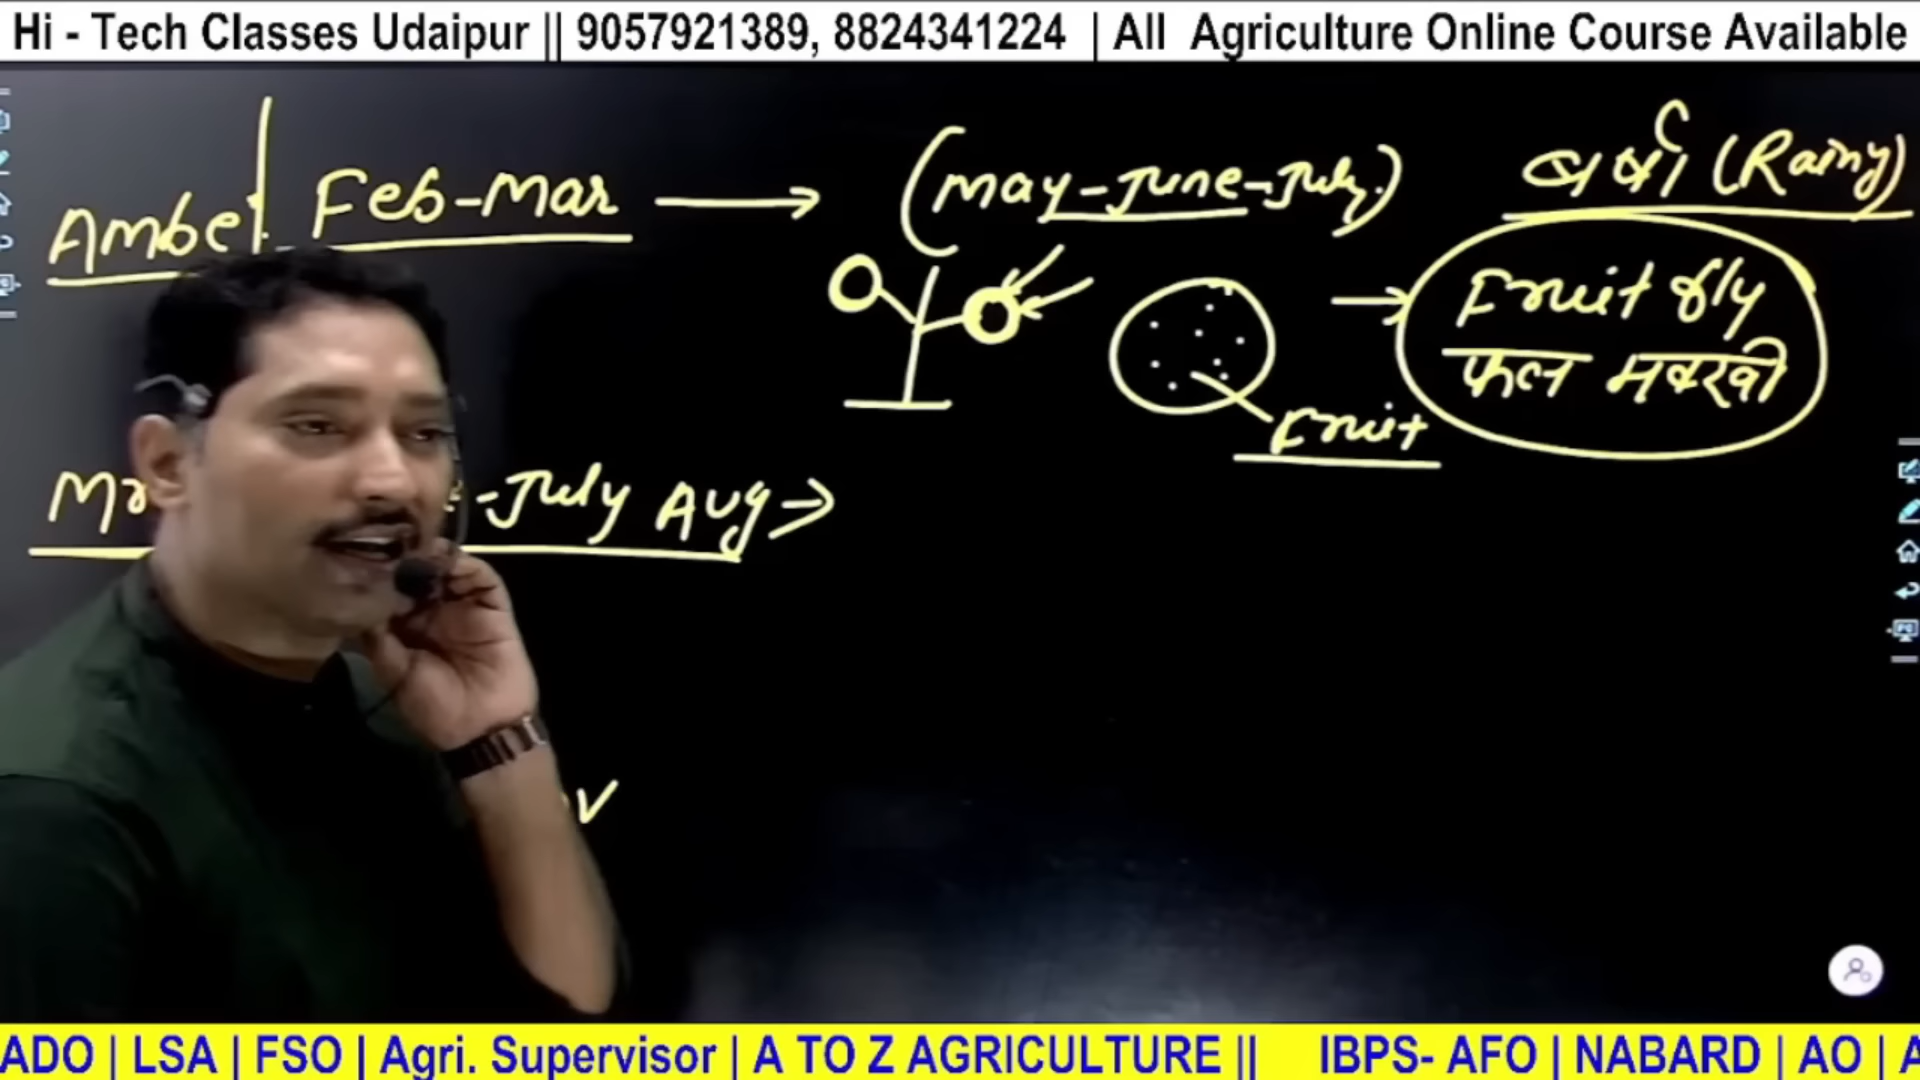 Hi - Tech Classes Udaipur || 9057921389, 8824341224 | All Agriculture Online Course Available
Ambe Feb-Mar → (May-June-July) वर्षा (Rainy)
→ Fruit fly
फल मक्खी
Fruit
-July Aug →
ADO | LSA | FSO | Agri. Supervisor | A TO Z AGRICULTURE || IBPS- AFO | NABARD | AO |